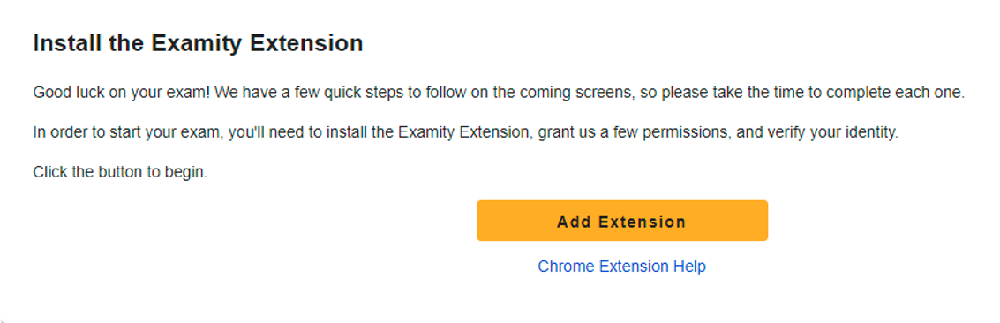 Install the Examity Extension
Good luck on your exam! We have a few quick steps to follow on the coming screens, so please take the time to complete each one.
In order to start your exam, you'll need to install the Examity Extension, grant us a few permissions, and verify your identity.
Click the button to begin.
Add Extension
Chrome Extension Help